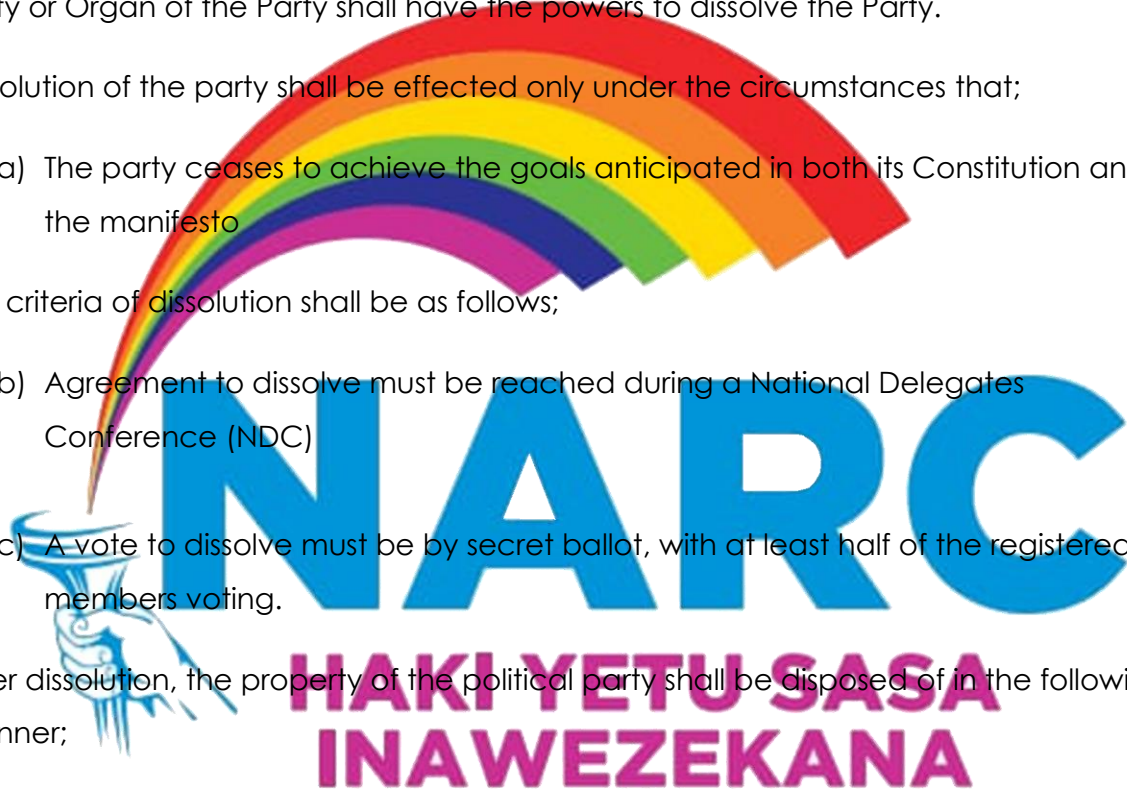 ty or Organ of the Party shall have the powers to dissolve the Party.
solution of the party shall be effected only under the circumstances that;
a) The party ceases to achieve the goals anticipated in both its Constitution an
the manifesto
criteria of dissolution shall be as follows;
b) Agreement to dissolve must be reached during a National Delegates
Conference (NDC)
NARC
c) A vote to dissolve must be by secret ballot, with at least half of the registered
members voting.
er dissolution, the property of the political party shall be disposed of in the followi
nner;
HAKI YETU SASA
INAWEZEKANA